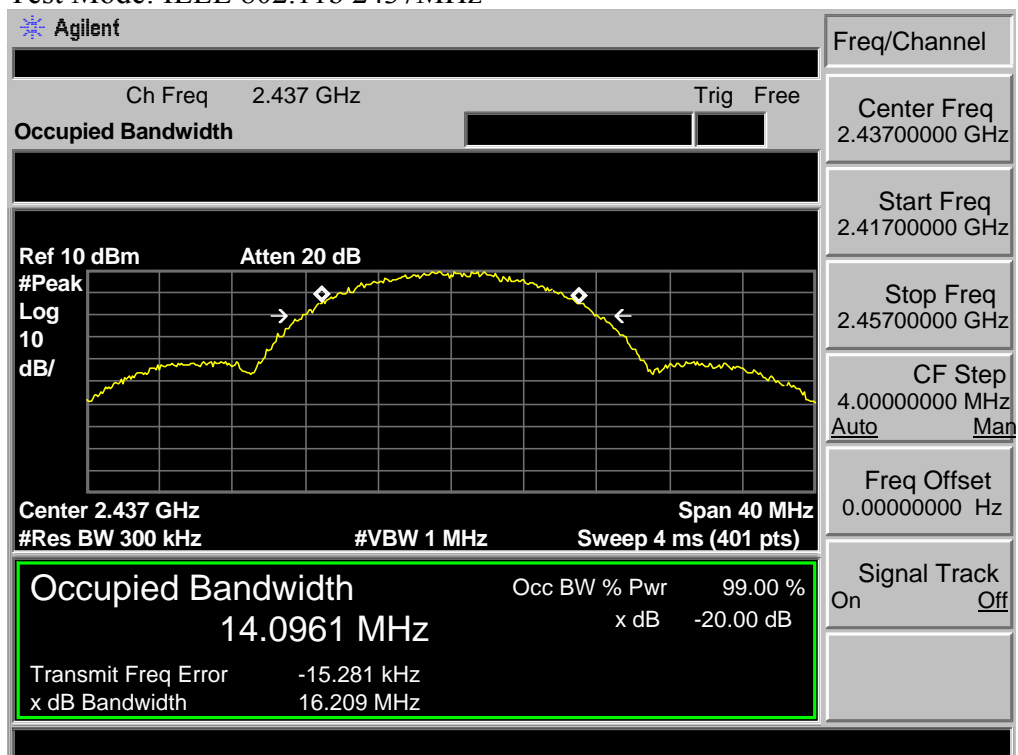 Test Mode: IEEE 802.11b 2437MHz
Agilent
Freq/Channel
Ch Freq 2.437 GHz Trig Free
Occupied Bandwidth
Center Freq
2.43700000 GHz
Start Freq
2.41700000 GHz
Ref 10 dBm Atten 20 dB
#Peak
Log
10
dB/
Stop Freq
2.45700000 GHz
CF Step
4.00000000 MHz
Auto Man
Freq Offset
0.00000000 Hz
Center 2.437 GHz Span 40 MHz
#Res BW 300 kHz #VBW 1 MHz Sweep 4 ms (401 pts)
Signal Track
On Off
Occupied Bandwidth
14.0961 MHz
Occ BW % Pwr 99.00 %
x dB -20.00 dB
Transmit Freq Error -15.281 kHz
x dB Bandwidth 16.209 MHz